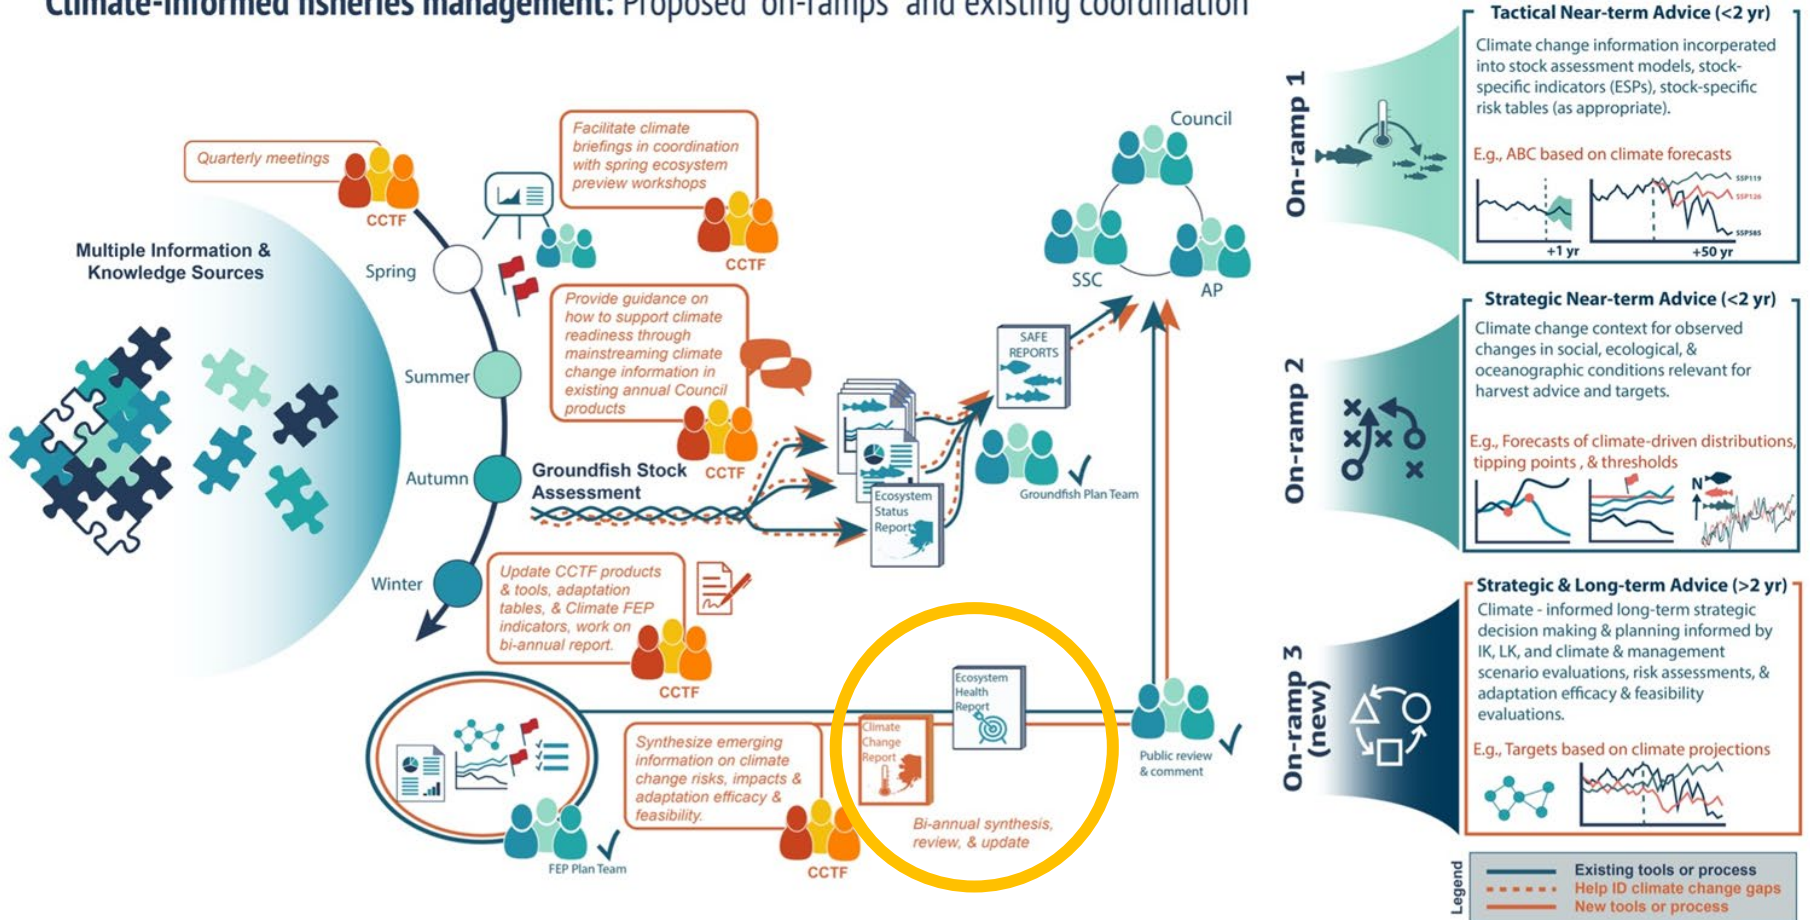 Climate-informed fisheries management: Proposed 'on-ramps' and existing coordination
Quarterly meetings
CCTF
Facilitate climate
briefings in coordination
with spring ecosystem
preview workshops
CCTF
Multiple Information &
Knowledge Sources
Spring
Summer
Autumn
Winter
Provide guidance on
how to support climate
readiness through
mainstreaming climate
change information in
existing annual Council
products
CCTF
Groundfish Stock
Assessment
Ecosystem
Status
Report
SAFE
REPORTS
Groundfish Plan Team
Council
SSC
AP
Update CCTF products
& tools, adaptation
tables, & Climate FEP
indicators, work on
bi-annual report.
CCTF
FEP Plan Team
Synthesize emerging
information on climate
change risks, impacts &
adaptation efficacy &
feasibility.
CCTF
Climate
Change
Report
Ecosystem
Health
Report
Bi-annual synthesis,
review, & update
Public review
& comment
On-ramp 1
Tactical Near-term Advice (<2 yr)
Climate change information incorperated
into stock assessment models, stock-
specific indicators (ESPs), stock-specific
risk tables (as appropriate).
E.g., ABC based on climate forecasts
+1 yr
SSP119
SSP126
SSP585
+50 yr
On-ramp 2
Strategic Near-term Advice (<2 yr)
Climate change context for observed
changes in social, ecological, &
oceanographic conditions relevant for
harvest advice and targets.
E.g., Forecasts of climate-driven distributions,
tipping points , & thresholds
N
On-ramp 3
(new)
Strategic & Long-term Advice (>2 yr)
Climate - informed long-term strategic
decision making & planning informed by
IK, LK, and climate & management
scenario evaluations, risk assessments, &
adaptation efficacy & feasibility
evaluations.
E.g., Targets based on climate projections
Legend
Existing tools or process
Help ID climate change gaps
New tools or process